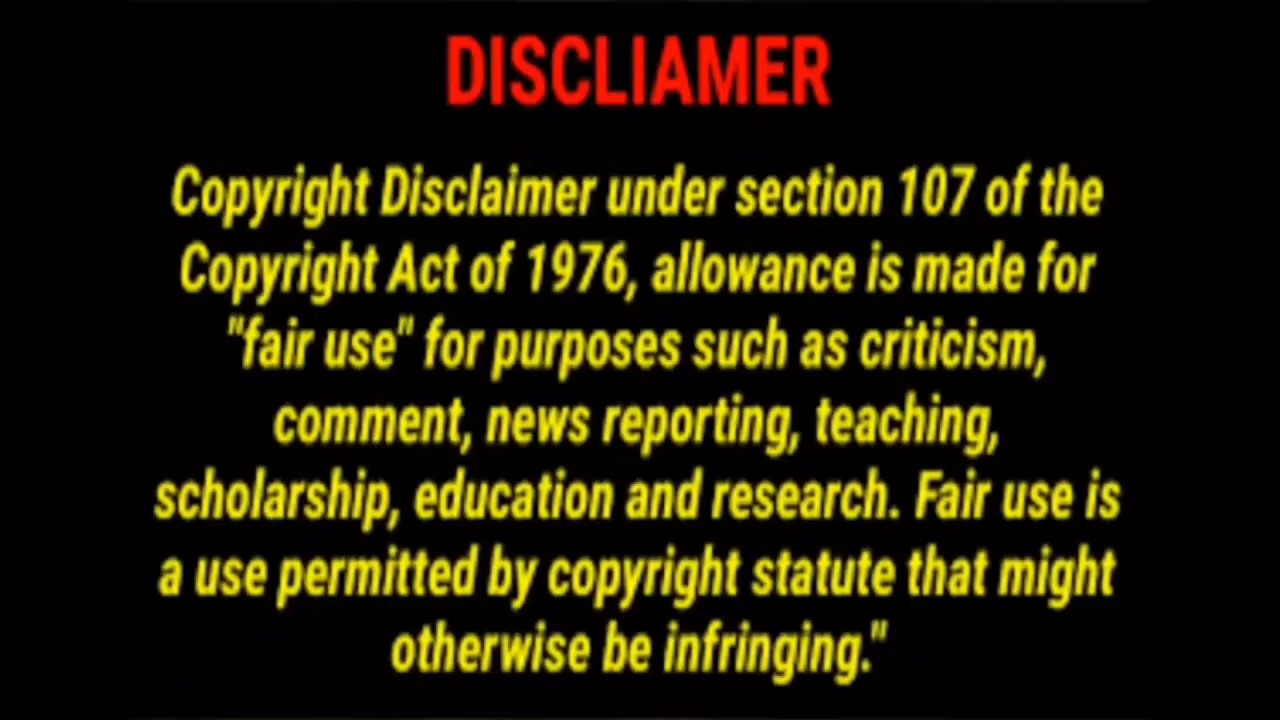 DISCLIAMER
Copyright Disclaimer under section 107 of the
Copyright Act of 1976, allowance is made for
"fair use" for purposes such as criticism,
comment, news reporting, teaching,
scholarship, education and research. Fair use is
a use permitted by copyright statute that might
otherwise be infringing."